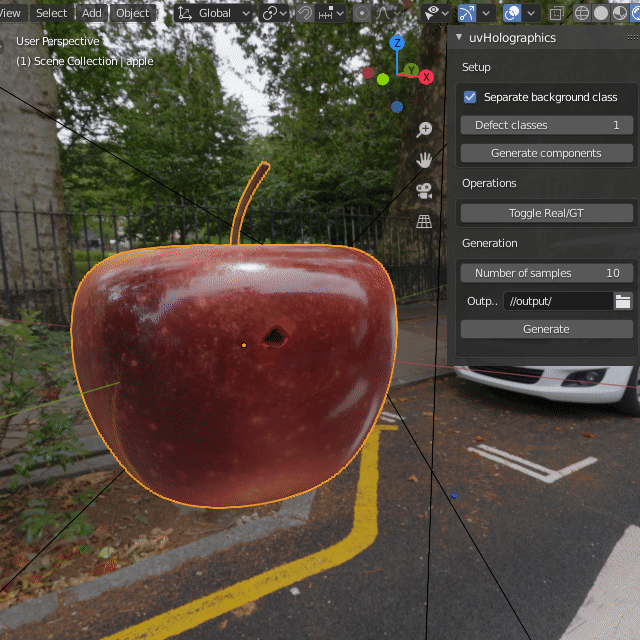 View Select Add Object Global
User Perspective
(1) Scene Collection | apple
Z
Y
X
uvHolographics
Setup
Separate background class
Defect classes 1
Generate components
Operations
Toggle Real/GT
Generation
Number of samples 10
Outp.. //output/
Generate